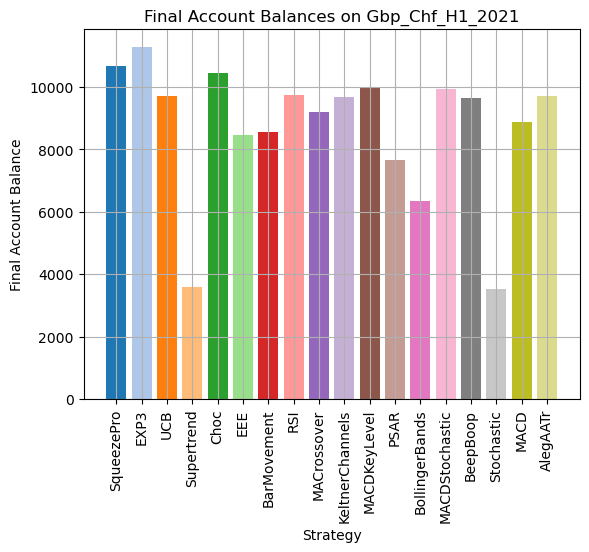 Final Account Balances on Gbp_Chf_H1_2021
Final Account Balance
10000
8000
6000
4000
2000
0
SqueezePro
EXP3
UCB
Supertrend
Choc
EEE
BarMovement
RSI
MACrossover
KeltnerChannels
MACDKeyLevel
PSAR
BollingerBands
MACDStochastic
BeepBoop
Stochastic
MACD
AlegAATr
Strategy